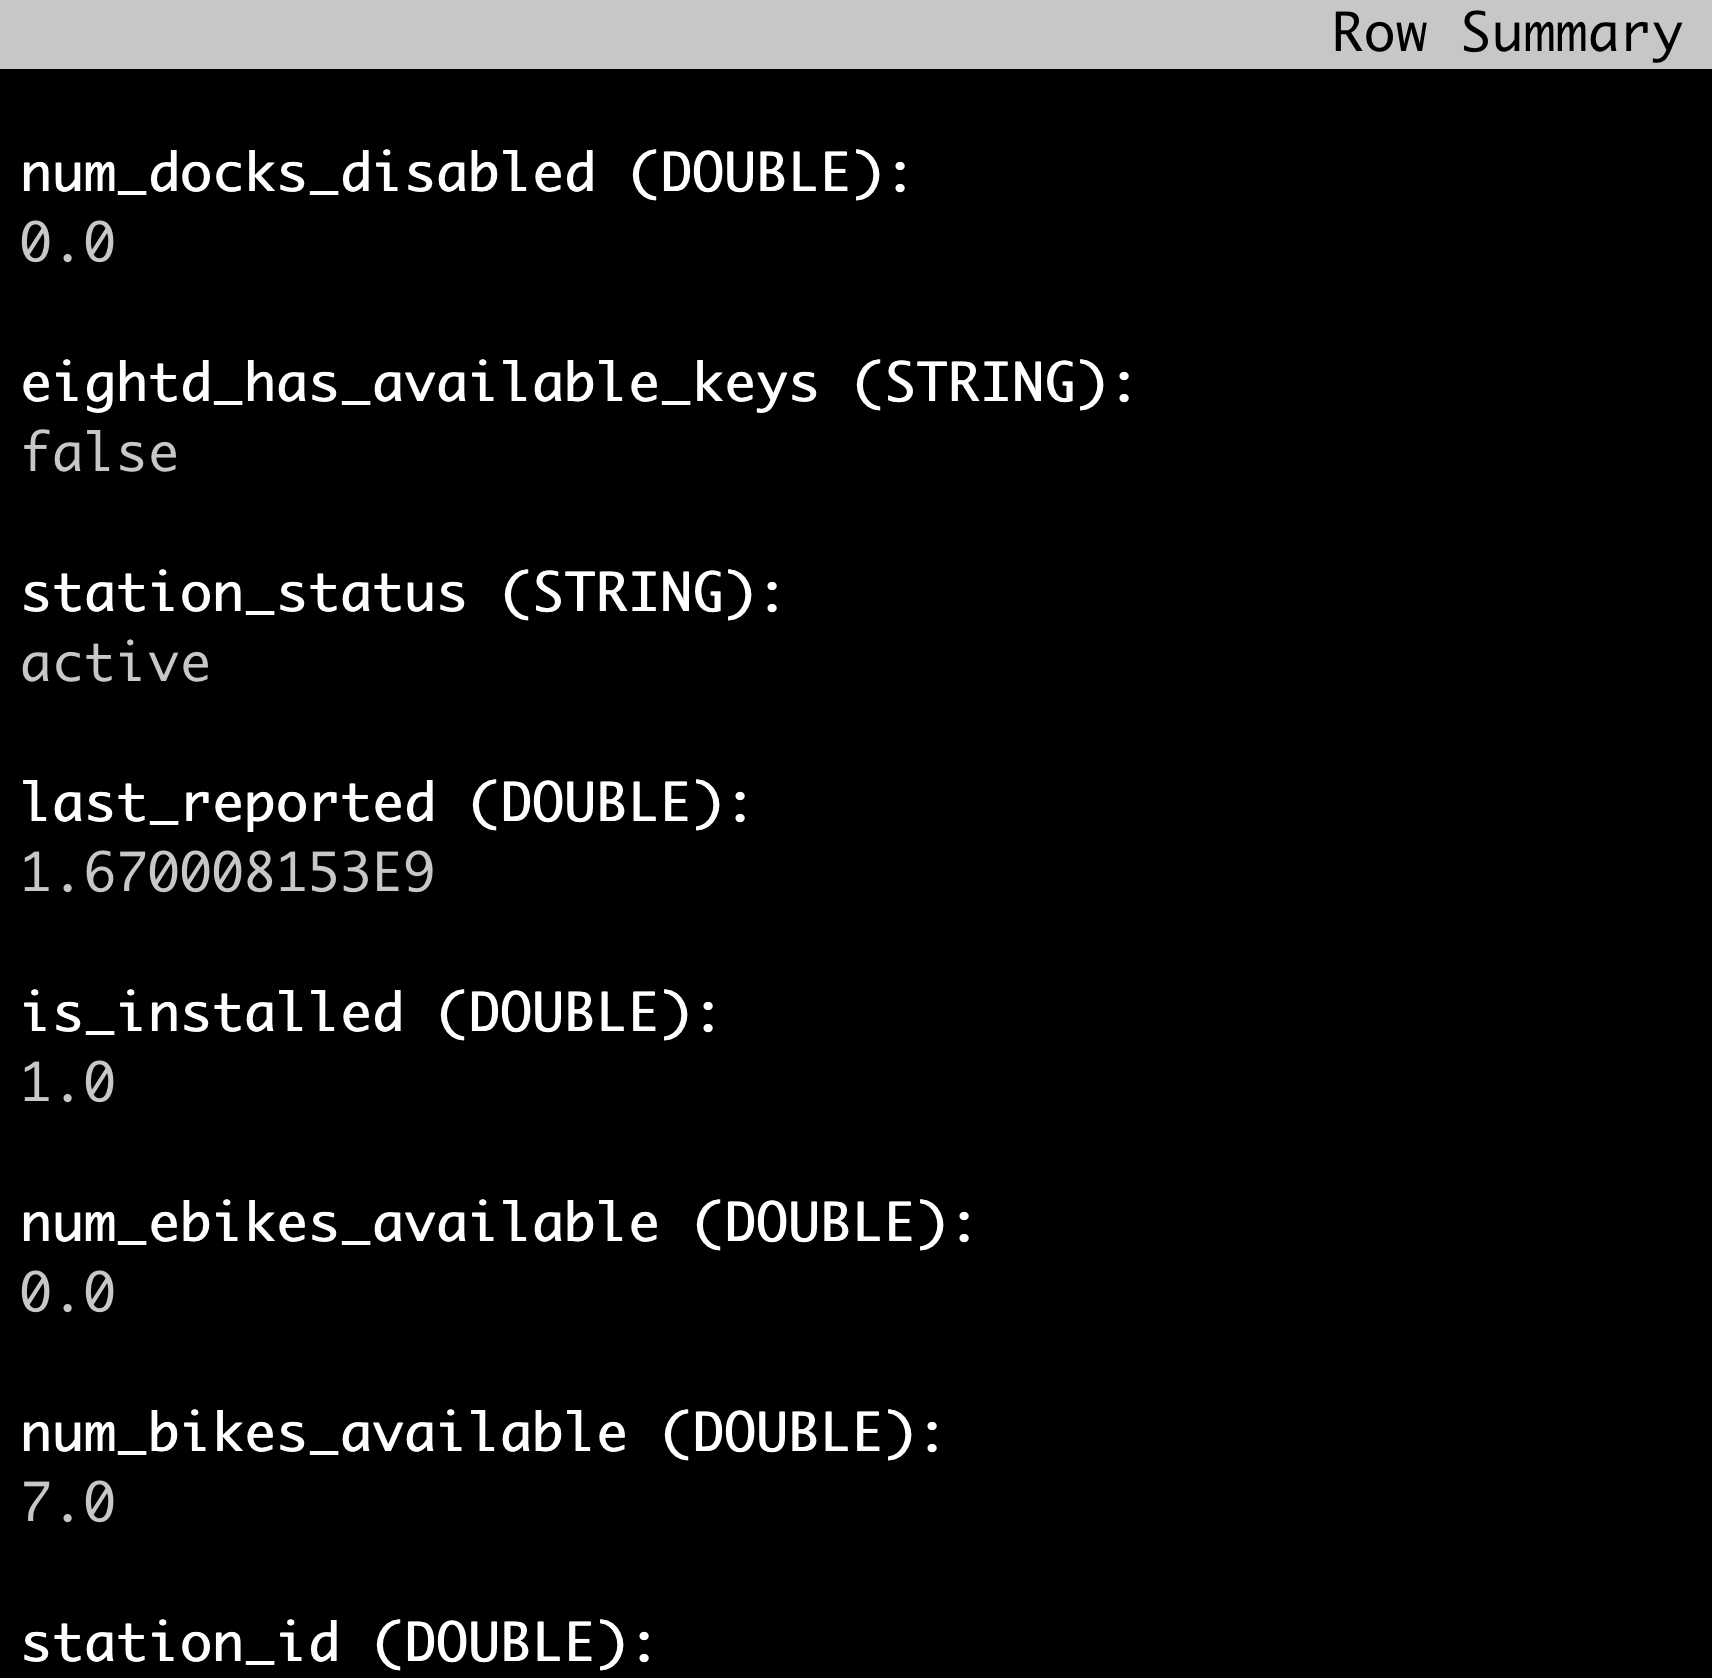 Row Summary
num_docks_disabled (DOUBLE):
0.0
eightd_has_available_keys (STRING):
false
station_status (STRING):
active
last_reported (DOUBLE):
1.670008153E9
is_installed (DOUBLE):
1.0
num_ebikes_available (DOUBLE):
0.0
num_bikes_available (DOUBLE):
7.0
station_id (DOUBLE):